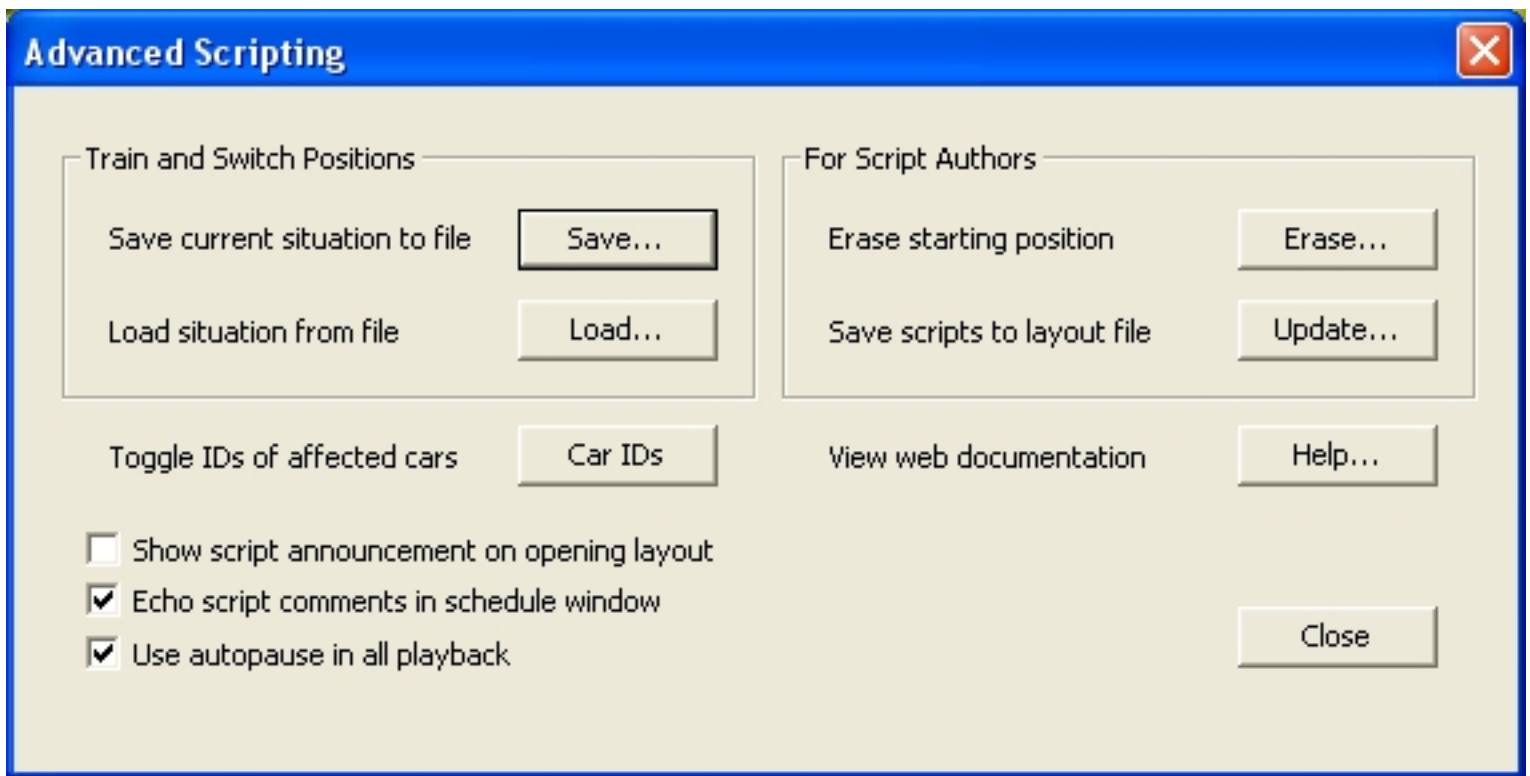 Advanced Scripting
Train and Switch Positions
Save current situation to file Save...
Load situation from file Load...
For Script Authors
Erase starting position Erase...
Save scripts to layout file Update...
Toggle IDs of affected cars Car IDs
View web documentation Help...
Show script announcement on opening layout
Echo script comments in schedule window
Use autopause in all playback
Close